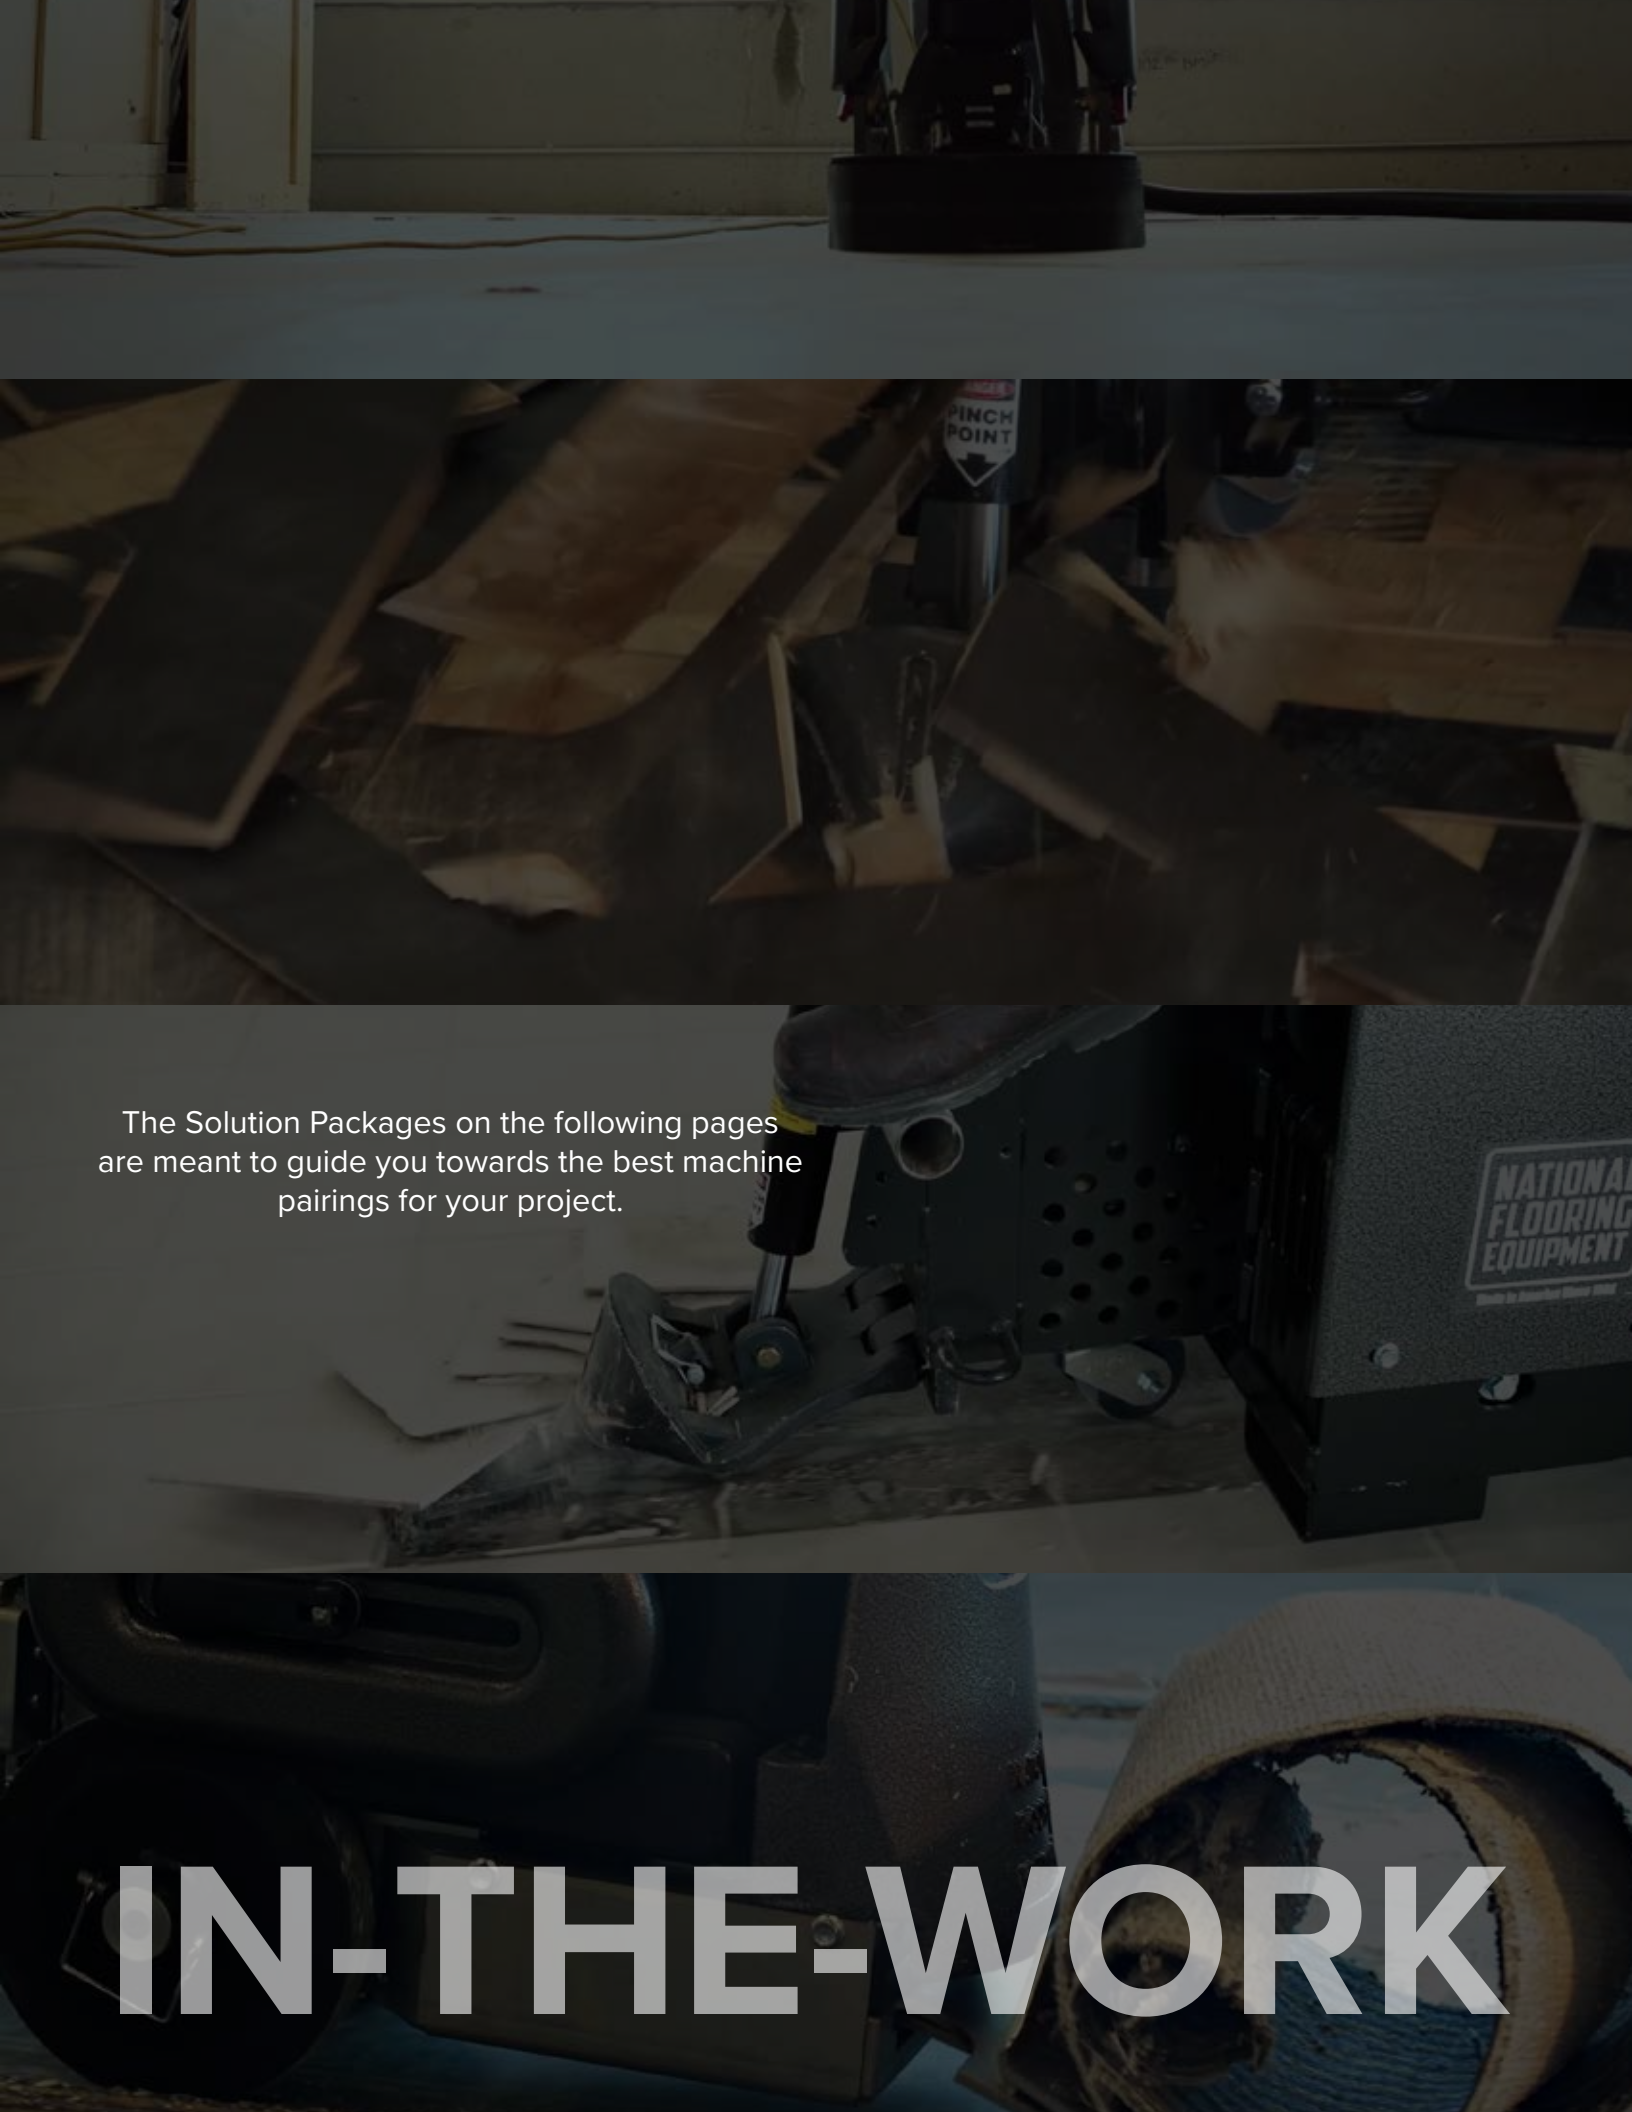 PINCH
POINT
The Solution Packages on the following pages
are meant to guide you towards the best machine
pairings for your project.
NATIONAL
FLOORING
EQUIPMENT
IN-THE-WORK